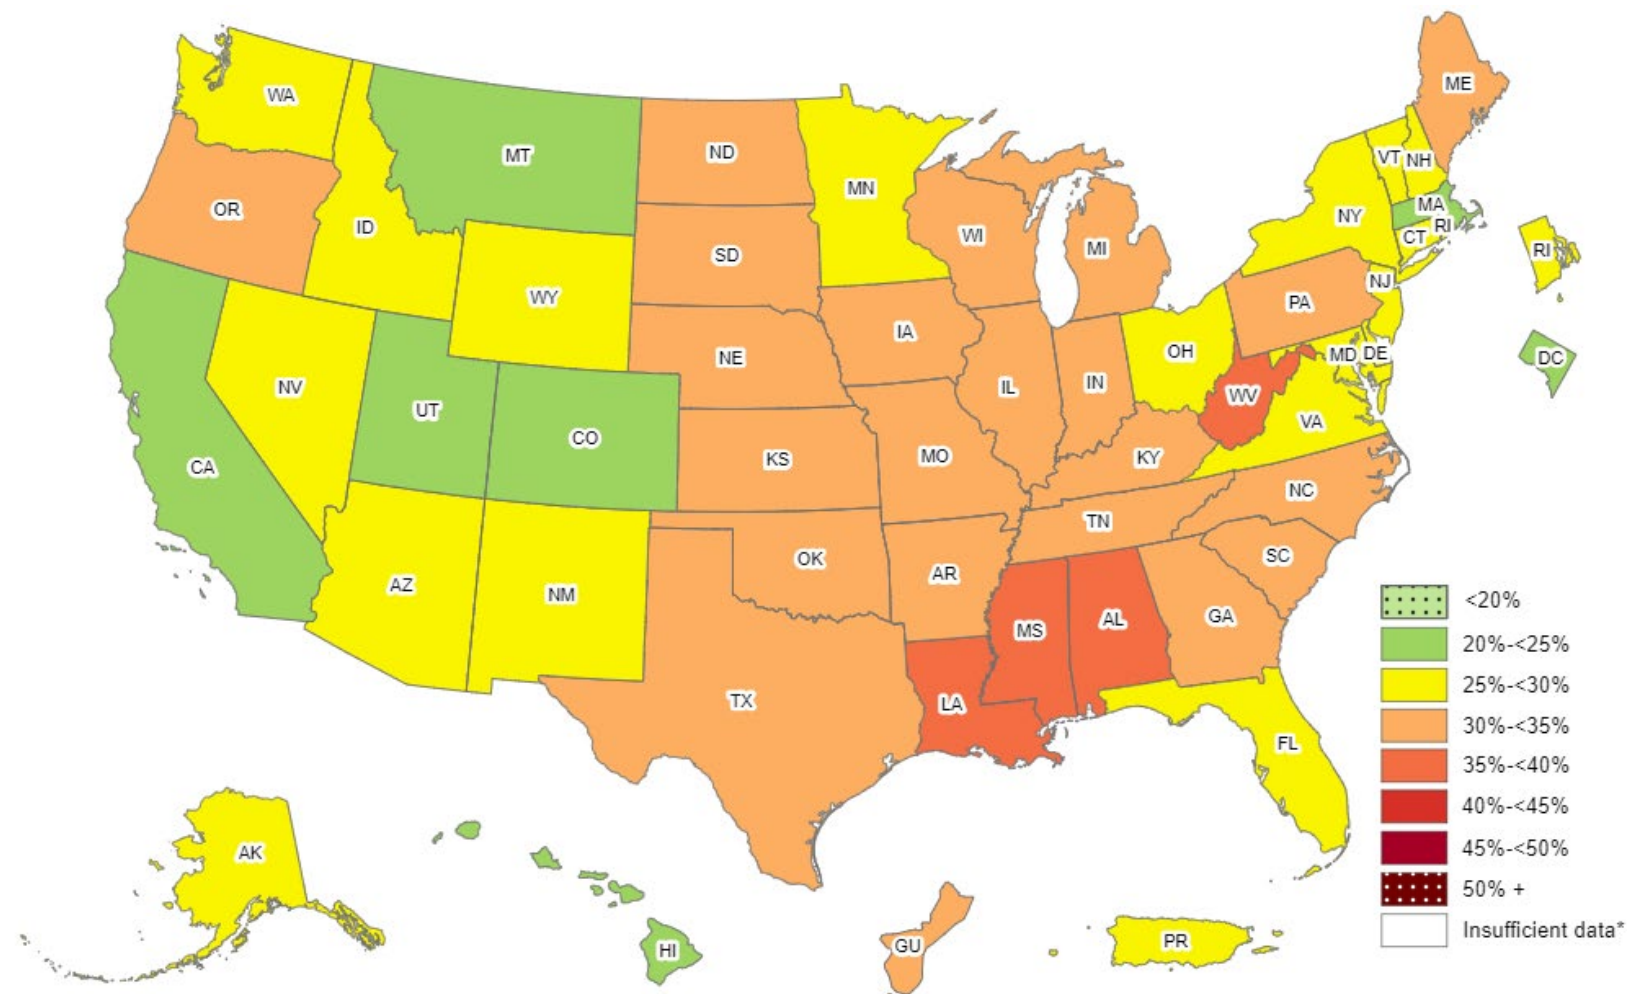 WA
MT
ND
MN
ME
VT
NH
OR
ID
SD
WI
MI
NY
MA
RI
CT
RI
WY
NE
IA
PA
NJ
NV
UT
CO
IL
IN
OH
MD
DE
DC
WV
VA
CA
KS
MO
KY
NC
TN
AZ
NM
OK
AR
SC
MS
AL
GA
TX
LA
FL
AK
HI
GU
PR
<20%
20%-<25%
25%-<30%
30%-<35%
35%-<40%
40%-<45%
45%-<50%
50% +
Insufficient data*